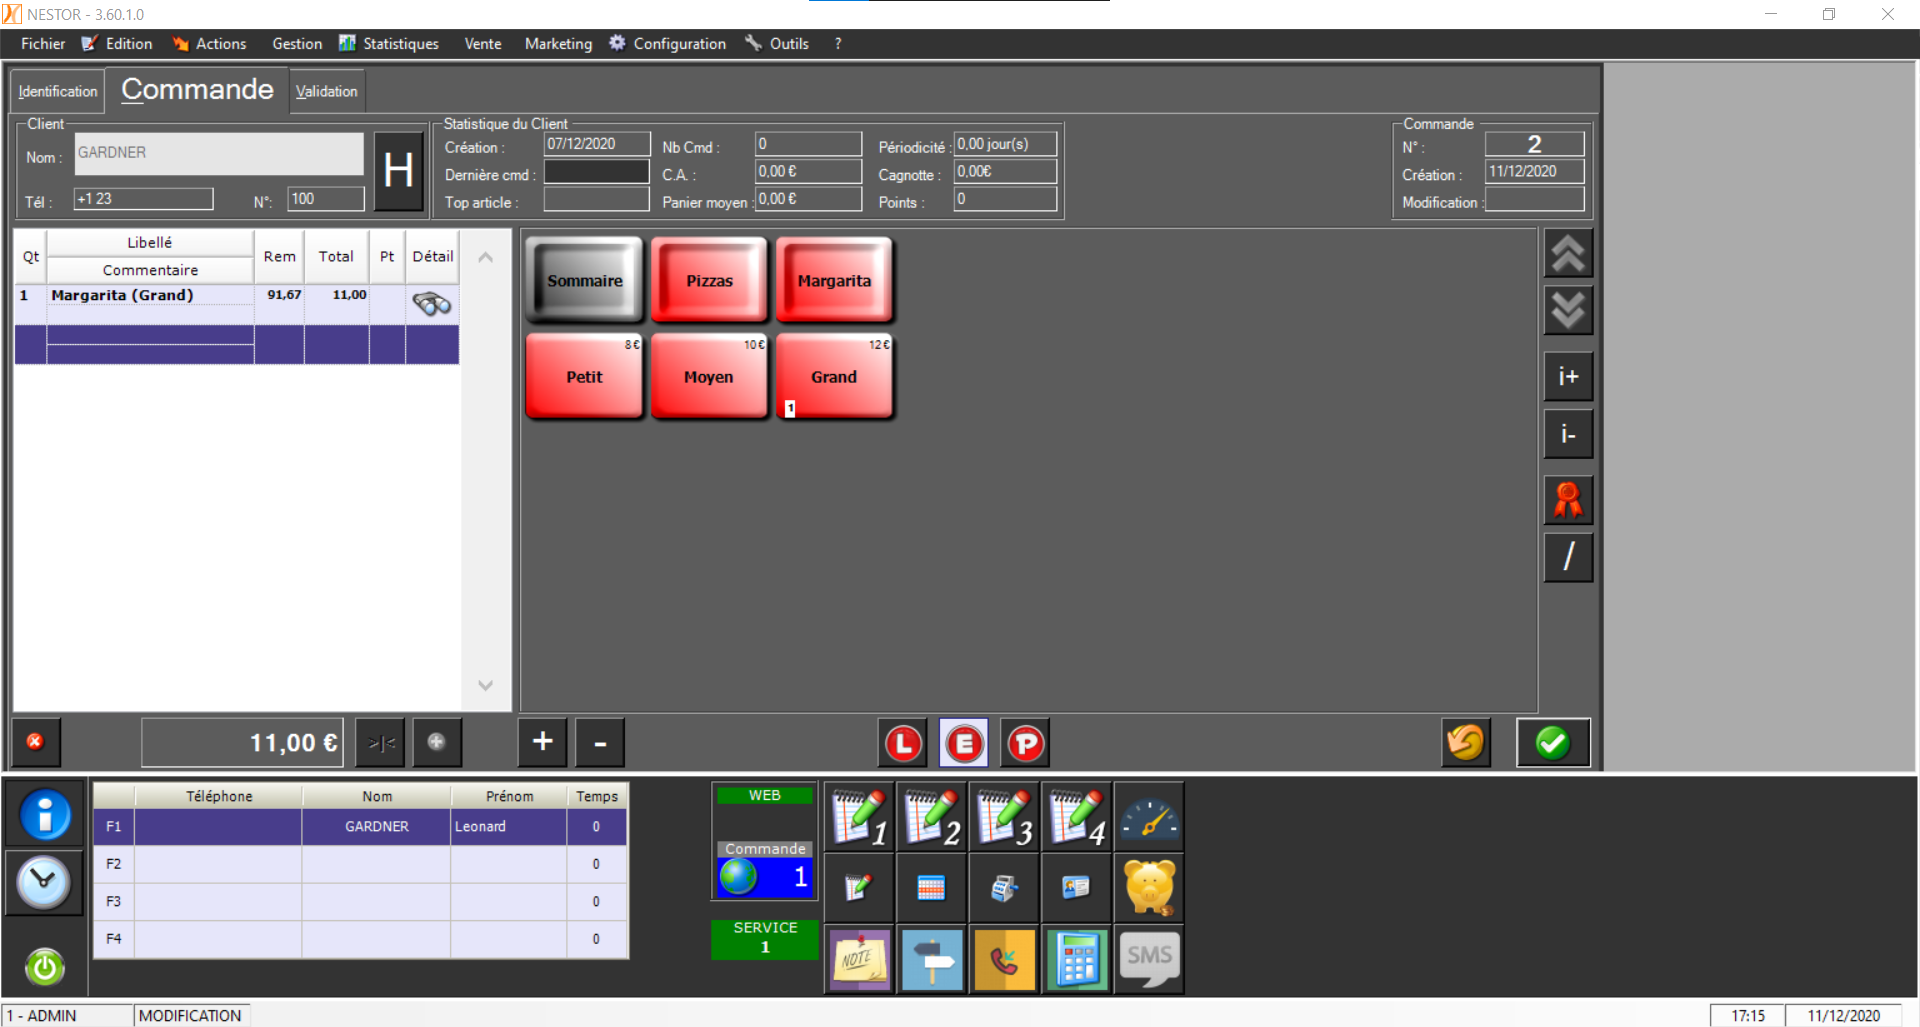 NESTOR - 3.60.1.0
Fichier Edition Actions Gestion Statistiques Vente Marketing Configuration Outils ?
Identification Commande Validation
Client
Nom : GARDNER
H
Tél : +1 23 N°: 100
Statistique du Client
Création : 07/12/2020 Nb Cmd : 0 Périodicité : 0,00 jour(s)
Dernière cmd : C.A. : 0,00 € Cagnotte : 0,00€
Top article : Panier moyen : 0,00 € Points : 0
Commande
N° : 2
Création : 11/12/2020
Modification :
Qt Libellé Rem Total Pt Détail
Commentaire
1 Margarita (Grand) 91,67 11,00
Sommaire Pizzas Margarita
8 € 10 € 12 €
Petit Moyen Grand
1
i+
i-
/
11,00 € >|< + - L E P
Téléphone Nom Prénom Temps
F1 GARDNER Leonard 0
F2 0
F3 0
F4 0
WEB
Commande
1
SERVICE
1
1 2 3 4
NOTE SMS
1 - ADMIN MODIFICATION 17:15 11/12/2020